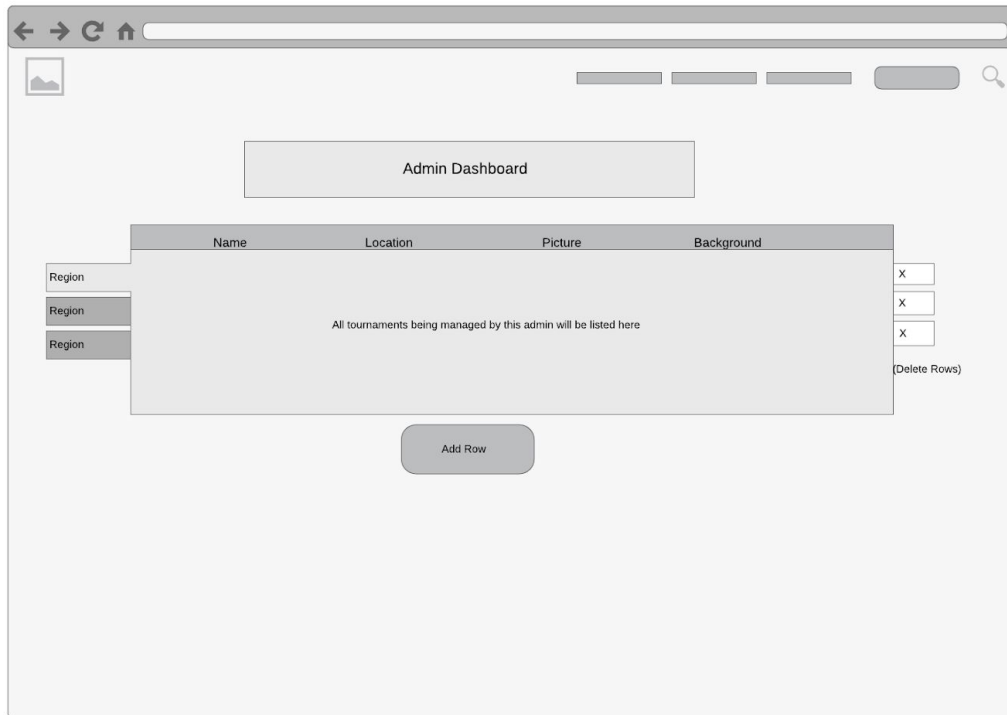 Admin Dashboard
Name Location Picture Background
Region
X
Region
X
Region
X
All tournaments being managed by this admin will be listed here
(Delete Rows)
Add Row